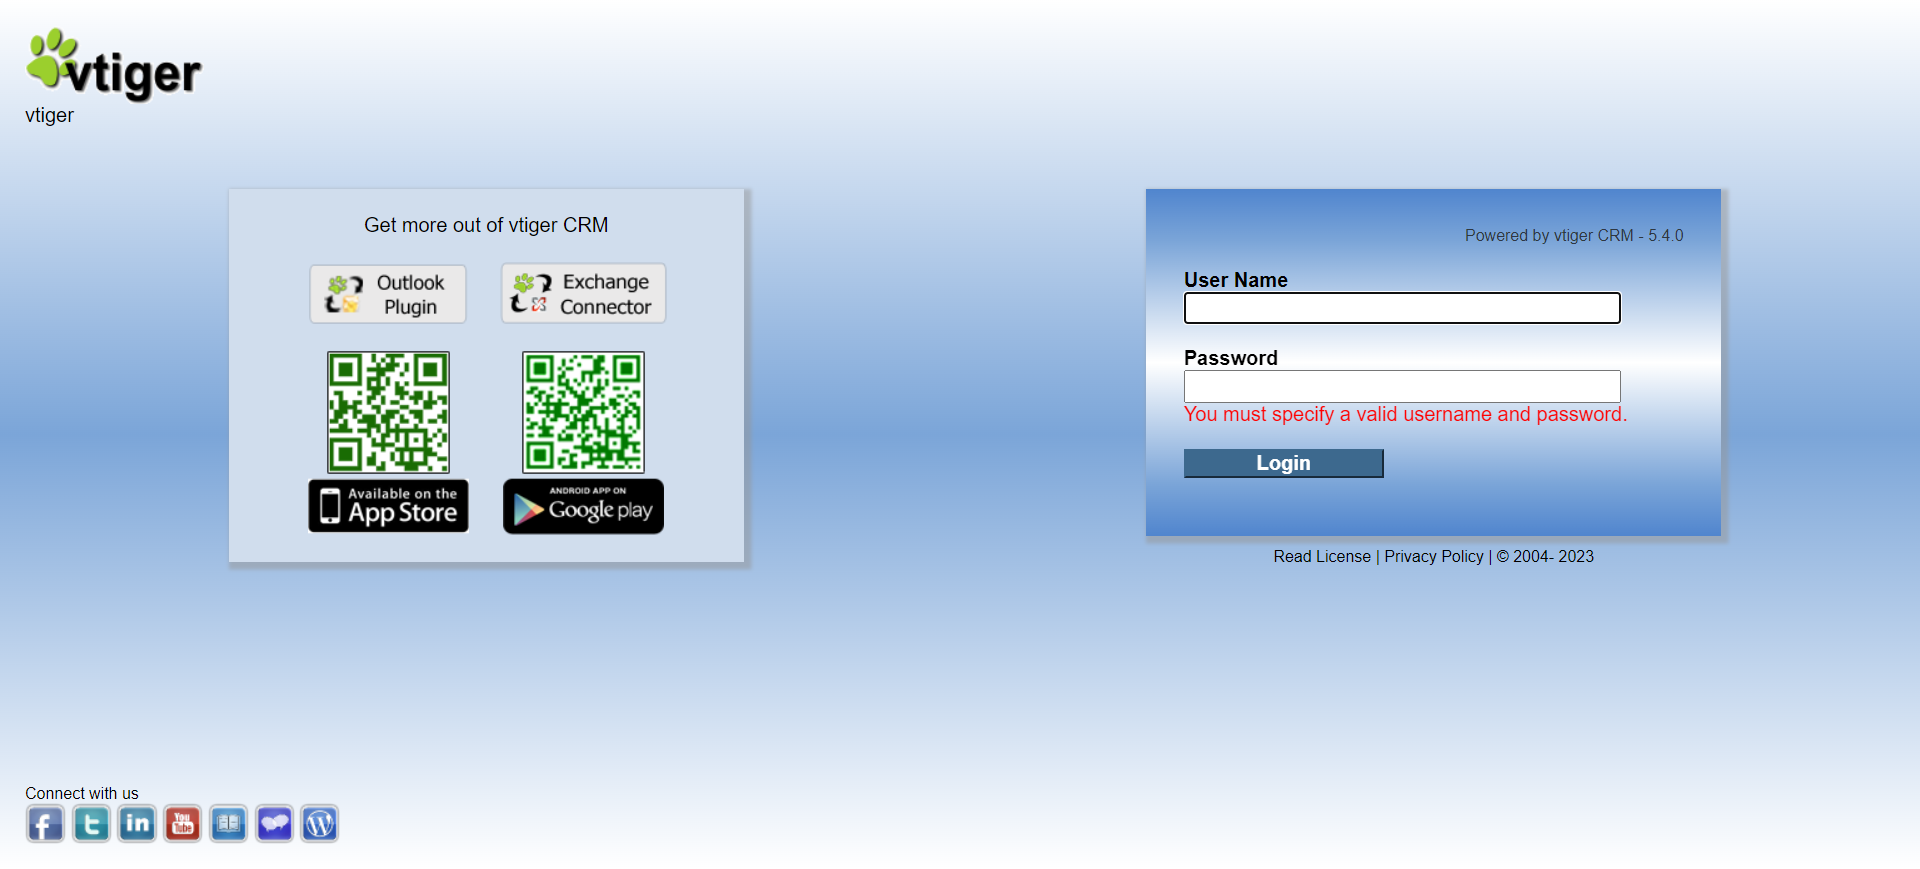 vtiger
vtiger
Get more out of vtiger CRM
Outlook
Plugin
Exchange
Connector
Available on the
App Store
ANDROID APP ON
Google play
Powered by vtiger CRM - 5.4.0
User Name
Password
You must specify a valid username and password.
Login
Read License | Privacy Policy | © 2004- 2023
Connect with us
f
t
in
You
Tube
W